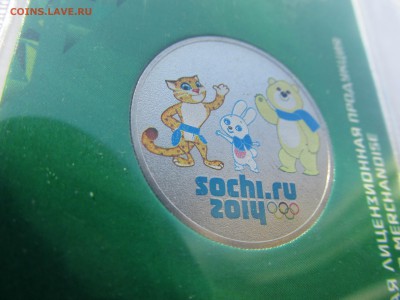 COINS.LAVE.RU
sochi.ru
2014
ЛИЦЕНЗИОННАЯ ПРОДУКЦИЯ
MERCHANDISE